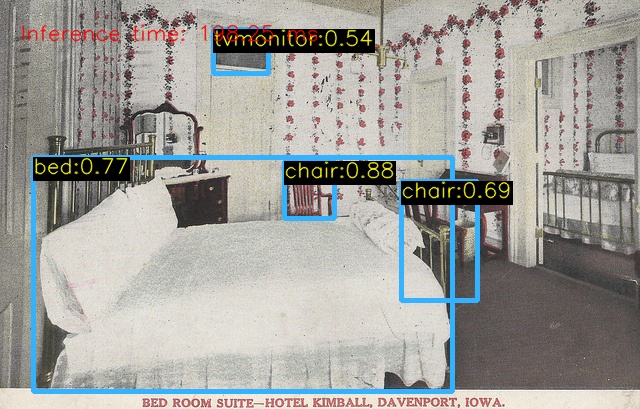 Inference time:
tvmonitor:0.54
bed:0.77
chair:0.88
chair:0.69
BED ROOM SUITE—HOTEL KIMBALL, DAVENPORT, IOWA.